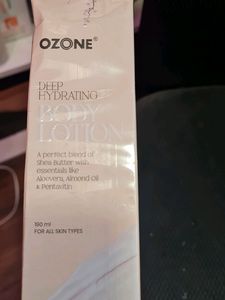 OZONE®
DEEP
HYDRATING
BODY
LOTION
A perfect blend of
Shea Butter with
essentials like
Aloevera, Almond Oil
& Pentavitin
180 ml
FOR ALL SKIN TYPES